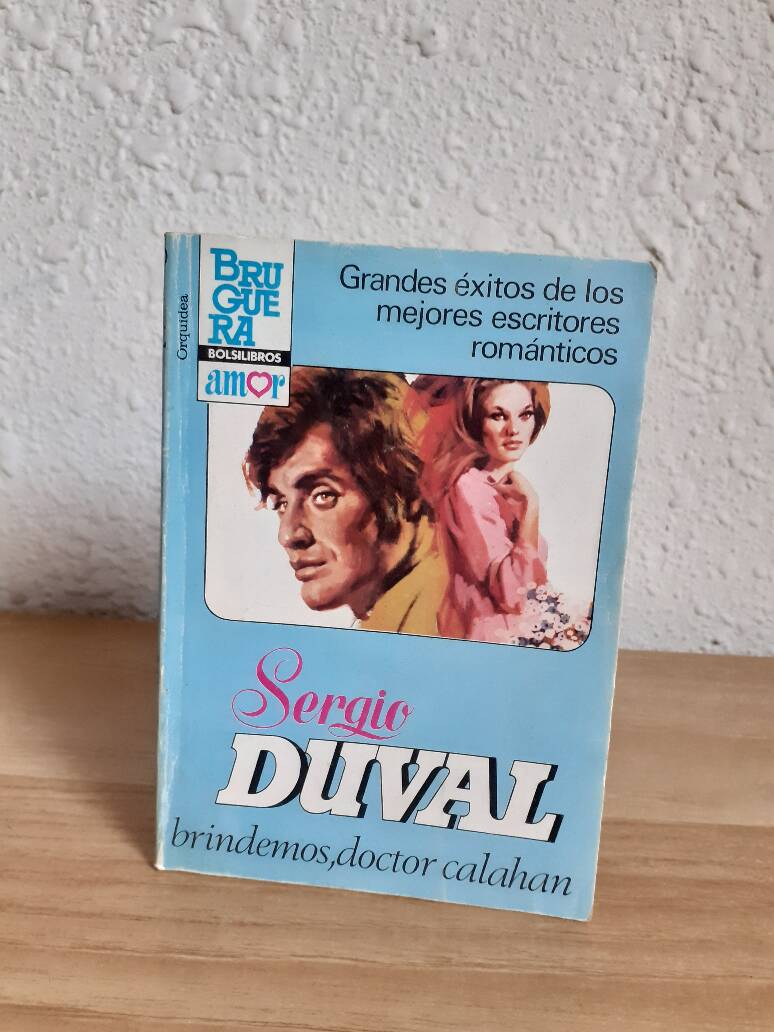 Orquídea
BRU
GUE
RA
BOLSILIBROS
amor
Grandes éxitos de los
mejores escritores
románticos
Sergio
DUVAL
brindemos, doctor calahan